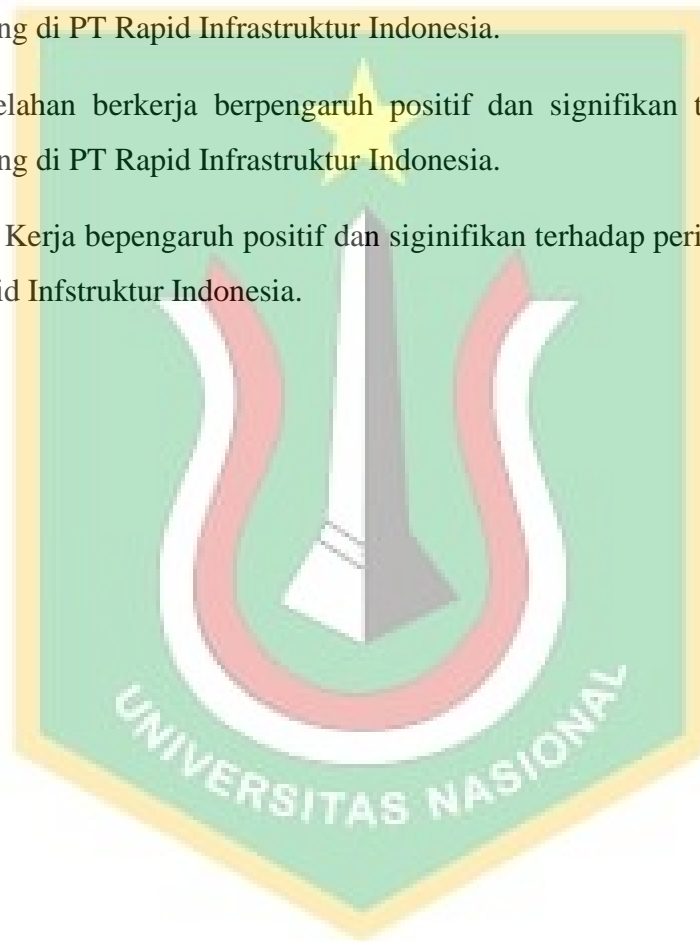 ng di PT Rapid Infrastruktur Indonesia.
elahan berkerja berpengaruh positif dan signifikan t
ng di PT Rapid Infrastruktur Indonesia.
Kerja bepengaruh positif dan siginifikan terhadap peri
id Infstruktur Indonesia.
UNIVERSITAS NASIONAL